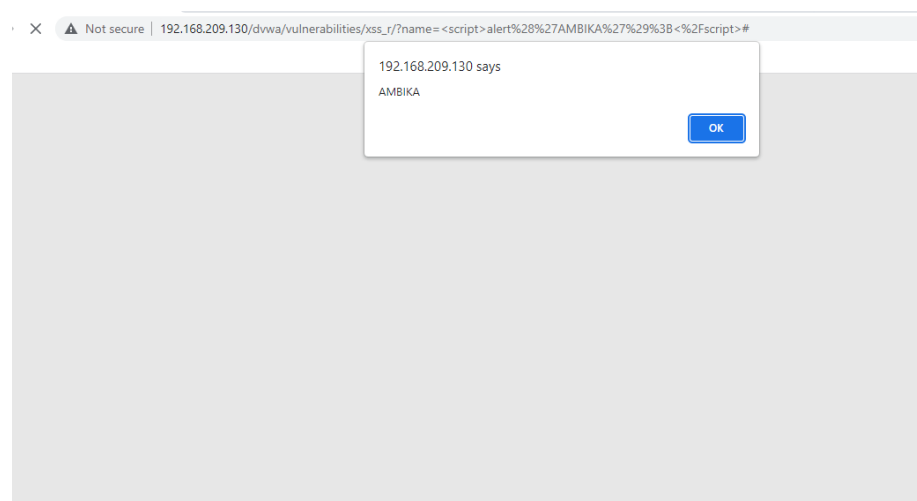 Not secure | 192.168.209.130/dvwa/vulnerabilities/xss_r/?name=<script>alert%28%27AMBIKA%27%29%3B<%2Fscript>#
192.168.209.130 says
AMBIKA
OK